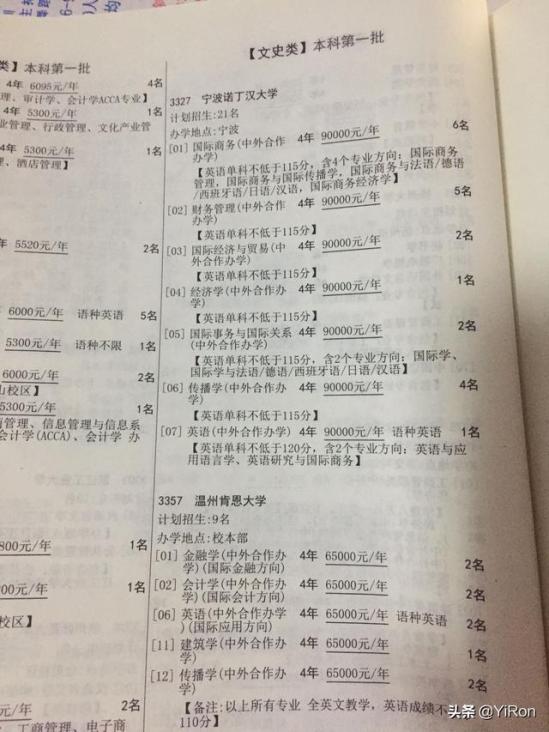 类】本科第一批
4年 6095元/年 4名
理、审计学、会计学ACCA专业】
4年 5300元/年 1名
业管理、行政管理、文化产业管
4年 5300元/年 1名
理、酒店管理】
5520元/年 2名
6000元/年 语种英语 5名
5300元/年 语种不限 1名
6000元/年 2名
山校区】
5300元/年 1名
商管理、信息管理与信息系
会计学(ACCA)、会计学 办
800元/年 1名
00元/年 1名
校区】
元/年 2名
工商管理、电子商
【文史类】本科第一批
3327 宁波诺丁汉大学
计划招生:21名
办学地点:宁波
[01] 国际商务(中外合作 4年 90000元/年 6名
办学)
【英语单科不低于115分，含4个专业方向：国际商务
管理，国际商务与国际传播学，国际商务与法语/德语
/西班牙语/日语/汉语，国际商务经济学】
[02] 财务管理(中外合作 4年 90000元/年 5名
办学)
【英语单科不低于115分】
[03] 国际经济与贸易(中 4年 90000元/年 2名
外合作办学)
【英语单科不低于115分】
[04] 经济学(中外合作办 4年 90000元/年 1名
学)
【英语单科不低于115分】
[05] 国际事务与国际关系 4年 90000元/年 2名
(中外合作办学)
【英语单科不低于115分，含2个专业方向：国际学、
国际学与法语/德语/西班牙语/日语/汉语】
[06] 传播学(中外合作办 4年 90000元/年 4名
学)
【英语单科不低于115分】
[07] 英语(中外合作办学) 4年 90000元/年 语种英语 1名
【英语单科不低于120分，含2个专业方向：英语与应
用语言学、英语研究与国际商务】
3357 温州肯恩大学
计划招生:9名
办学地点:校本部
[01] 金融学(中外合作办 4年 65000元/年 2名
学)(国际金融方向)
[02] 会计学(中外合作办 4年 65000元/年 2名
学)(国际会计方向)
[06] 英语(中外合作办学 4年 65000元/年 语种英语 2名
)(国际应用方向)
[11] 建筑学(中外合作办 4年 65000元/年 1名
学)
[12] 传播学(中外合作办 4年 65000元/年 2名
学)
【备注:以上所有专业 全英文教学，英语成绩不
110分】
头条 @YiRon